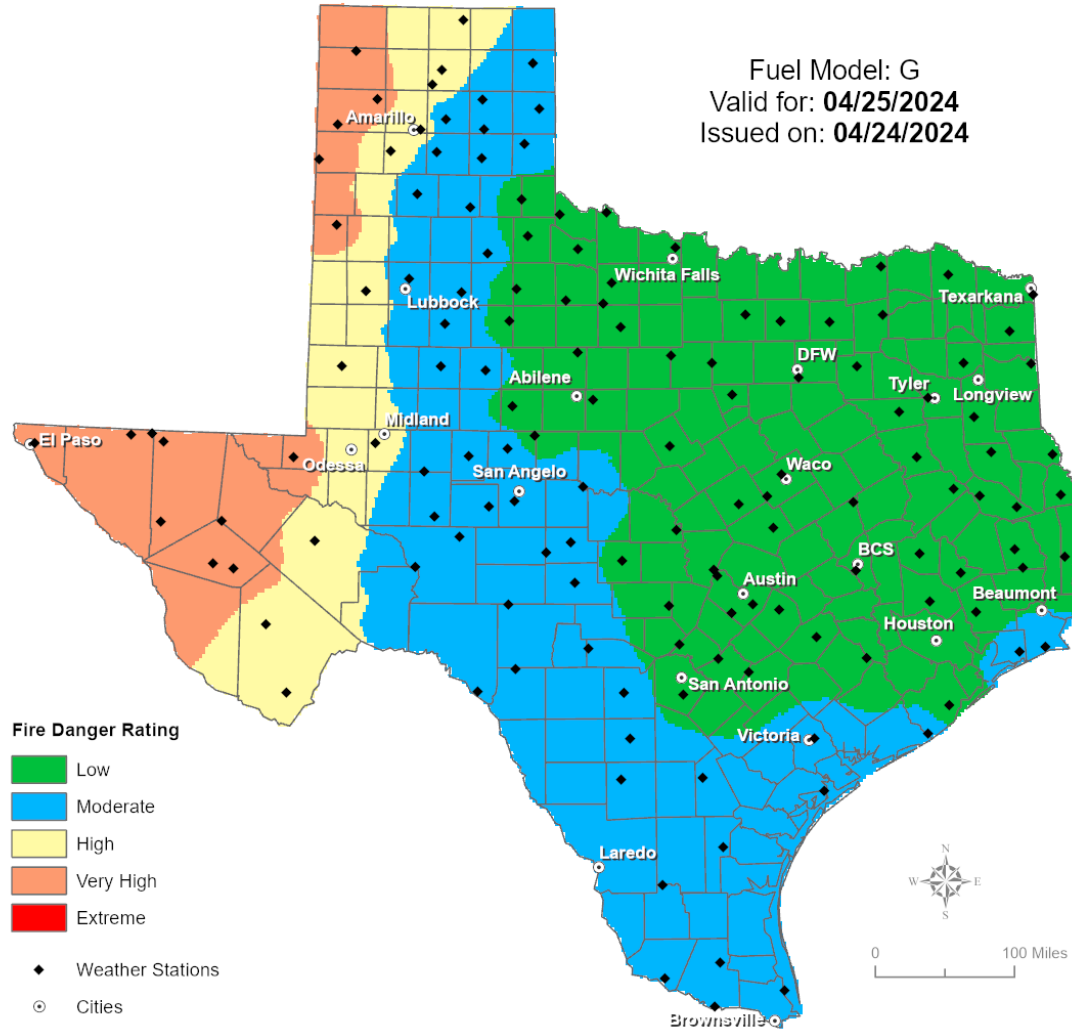 Fuel Model: G
Valid for: 04/25/2024
Issued on: 04/24/2024
Amarillo
Wichita Falls
Lubbock
Texarkana
DFW
Abilene
Tyler
Longview
Midland
El Paso
Odessa
San Angelo
Waco
BCS
Austin
Beaumont
Houston
San Antonio
Victoria
Laredo
Brownsville
Fire Danger Rating
Low
Moderate
High
Very High
Extreme
Weather Stations
Cities
N
W E
S
0 100 Miles